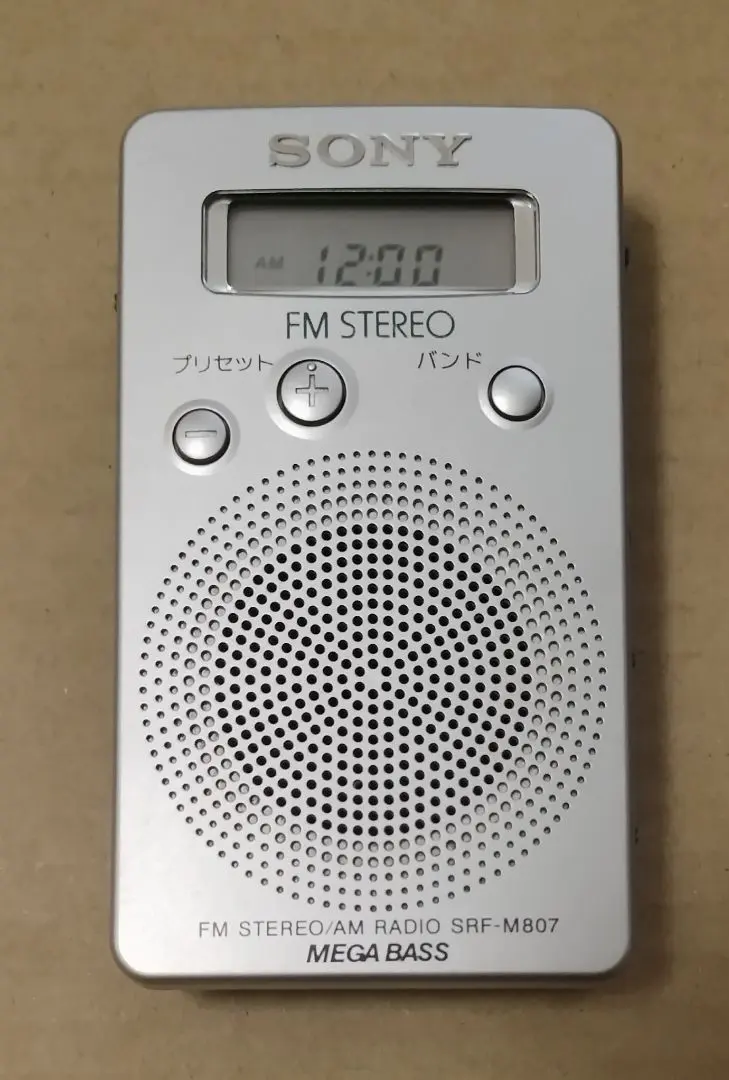 SONY
AM 12:00
FM STEREO
プリセット + バンド
−
FM STEREO/AM RADIO SRF-M807
MEGA BASS